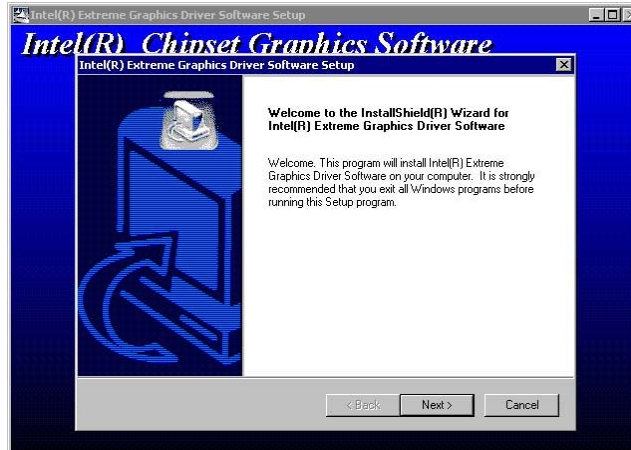 Intel(R) Extreme Graphics Driver Software Setup
Intel(R) Chipset Graphics Software
Intel(R) Extreme Graphics Driver Software Setup
Welcome to the InstallShield(R) Wizard for
Intel(R) Extreme Graphics Driver Software
Welcome. This program will install Intel(R) Extreme
Graphics Driver Software on your computer. It is strongly
recommended that you exit all Windows programs before
running this Setup program.
< Back
Next >
Cancel